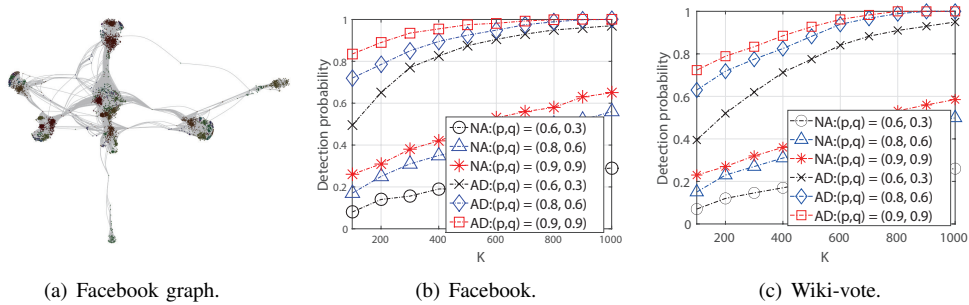 Detection probability
1
0.8
0.6
0.4
0.2
0
200
400
600
800
1000
K
NA:(p,q) = (0.6, 0.3)
NA:(p,q) = (0.8, 0.6)
NA:(p,q) = (0.9, 0.9)
AD:(p,q) = (0.6, 0.3)
AD:(p,q) = (0.8, 0.6)
AD:(p,q) = (0.9, 0.9)
Detection probability
1
0.8
0.6
0.4
0.2
0
200
400
600
800
1000
K
NA:(p,q) = (0.6, 0.3)
NA:(p,q) = (0.8, 0.6)
NA:(p,q) = (0.9, 0.9)
AD:(p,q) = (0.6, 0.3)
AD:(p,q) = (0.8, 0.6)
AD:(p,q) = (0.9, 0.9)
(a) Facebook graph.
(b) Facebook.
(c) Wiki-vote.